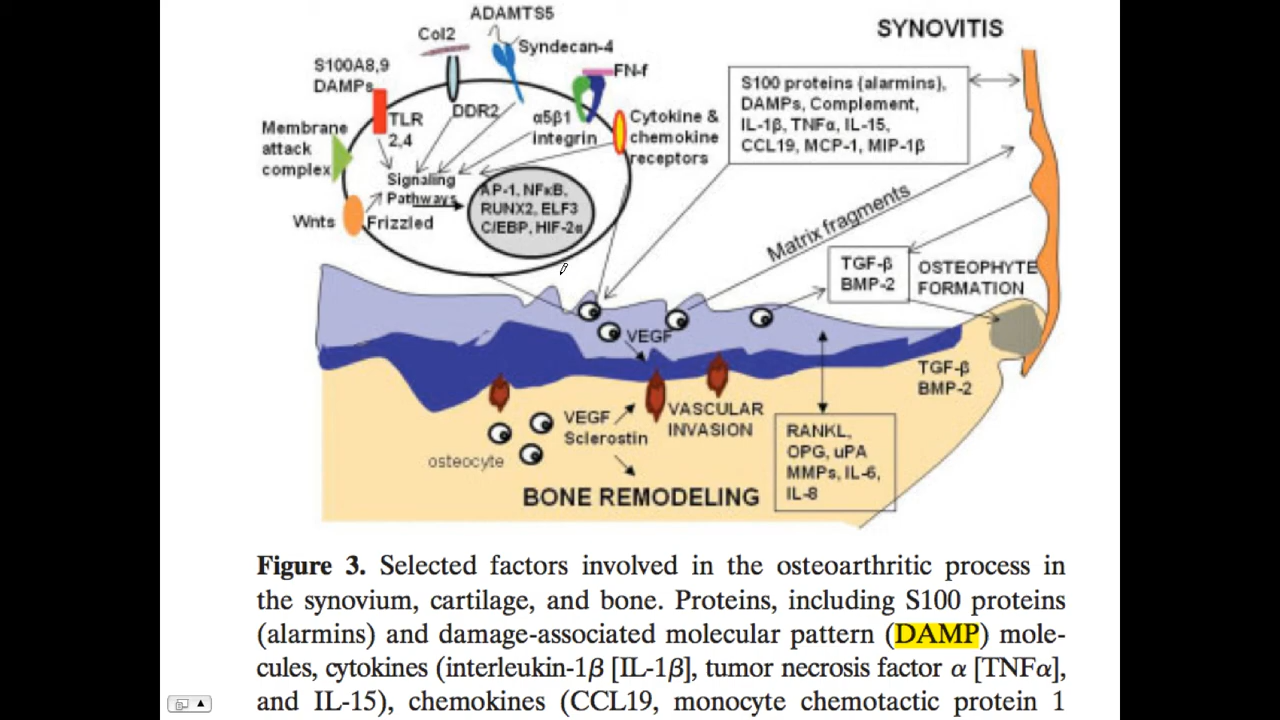 ADAMTS5
SYNOVITIS
Col2
Syndecan-4
S100A8,9
DAMPs
FN-f
DDR2
TLR
2,4
α5β1
integrin
Cytokine &
chemokine
receptors
Membrane
attack
complex
Signaling
Pathways
AP-1, NFκB,
RUNX2, ELF3
C/EBP, HIF-2α
Wnts
Frizzled
S100 proteins (alarmins),
DAMPs, Complement,
IL-1β, TNFα, IL-15,
CCL19, MCP-1, MIP-1β
Matrix fragments
TGF-β
BMP-2
OSTEOPHYTE
FORMATION
VEGF
TGF-β
BMP-2
VEGF
Sclerostin
VASCULAR
INVASION
osteocyte
RANKL,
OPG, uPA
MMPs, IL-6,
IL-8
BONE REMODELING
Figure 3. Selected factors involved in the osteoarthritic process in
the synovium, cartilage, and bone. Proteins, including S100 proteins
(alarmins) and damage-associated molecular pattern (DAMP) mole-
cules, cytokines (interleukin-1β [IL-1β], tumor necrosis factor α [TNFα],
and IL-15), chemokines (CCL19, monocyte chemotactic protein 1